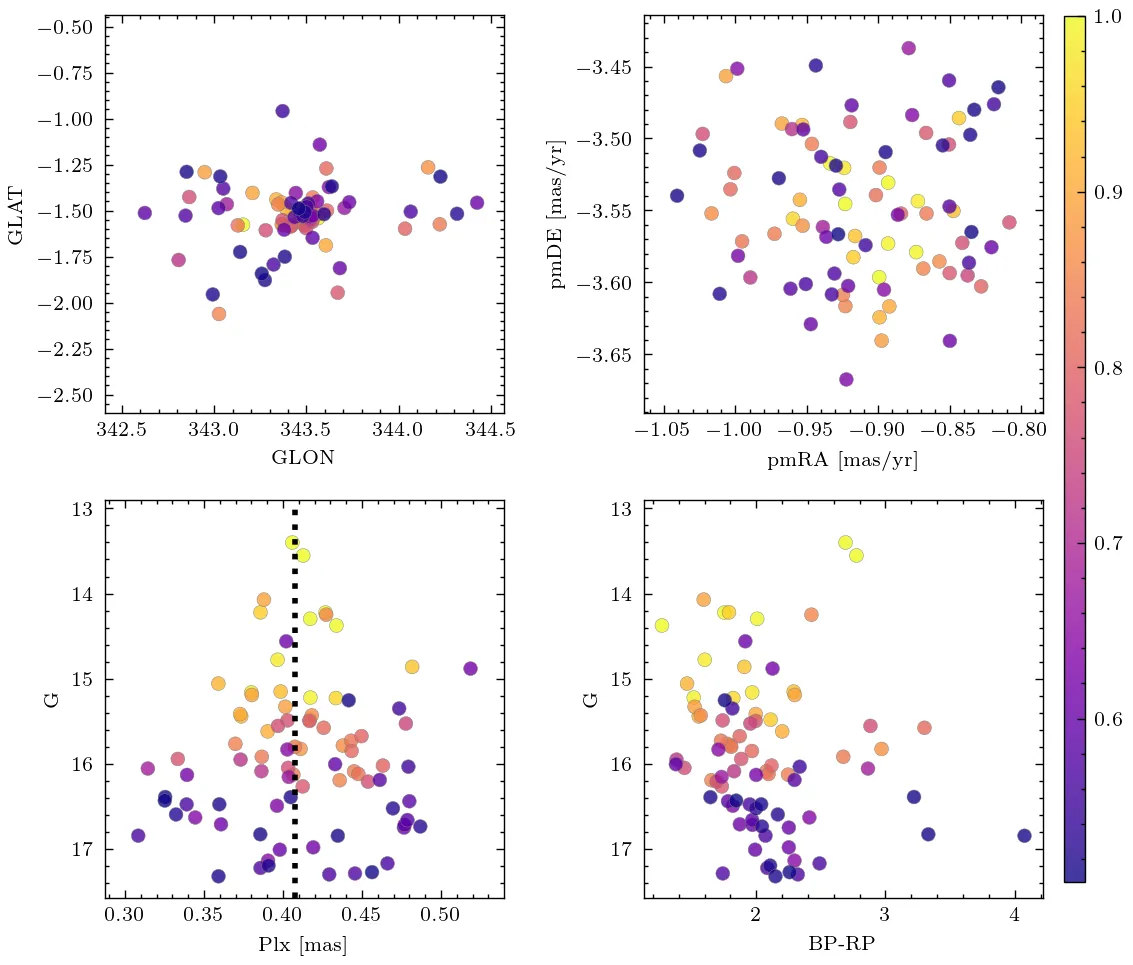 −0.50
−0.75
−1.00
−1.25
−1.50
−1.75
−2.00
−2.25
−2.50
GLAT
342.5 343.0 343.5 344.0 344.5
GLON
−3.45
−3.50
−3.55
−3.60
−3.65
pmDE [mas/yr]
−1.05 −1.00 −0.95 −0.90 −0.85 −0.80
pmRA [mas/yr]
13
14
15
16
17
G
0.30 0.35 0.40 0.45 0.50
Plx [mas]
13
14
15
16
17
G
2 3 4
BP-RP
1.0
0.9
0.8
0.7
0.6